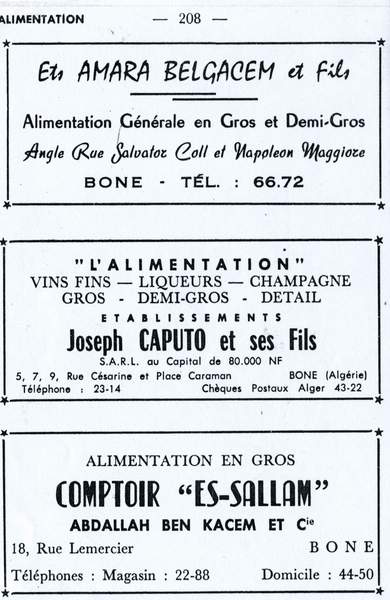 ALIMENTATION — 208 —
Ets AMARA BELGACEM et fils
Alimentation Générale en Gros et Demi-Gros
Angle Rue Salvator Coll et Napoleon Maggiore
BONE - TÉL. : 66.72
"L'ALIMENTATION"
VINS FINS — LIQUEURS — CHAMPAGNE
GROS - DEMI-GROS - DETAIL
ETABLISSEMENTS
Joseph CAPUTO et ses Fils
S.A.R.L. au Capital de 80.000 NF
5, 7, 9, Rue Césarine et Place Caraman BONE (Algérie)
Téléphone : 23-14 Chèques Postaux Alger 43-22
ALIMENTATION EN GROS
COMPTOIR "ES-SALLAM"
ABDALLAH BEN KACEM ET Cie
18, Rue Lemercier BONE
Téléphones : Magasin : 22-88 Domicile : 44-50